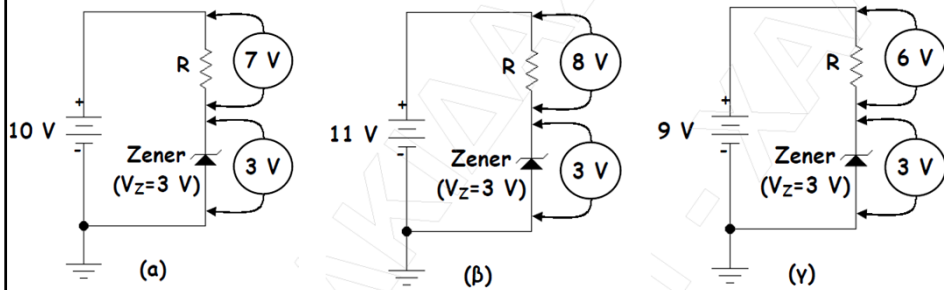 7 V
R
+
10 V
-
Zener
(VZ=3 V)
3 V
(α)
8 V
R
+
11 V
-
Zener
(VZ=3 V)
3 V
(β)
6 V
R
+
9 V
-
Zener
(VZ=3 V)
3 V
(γ)